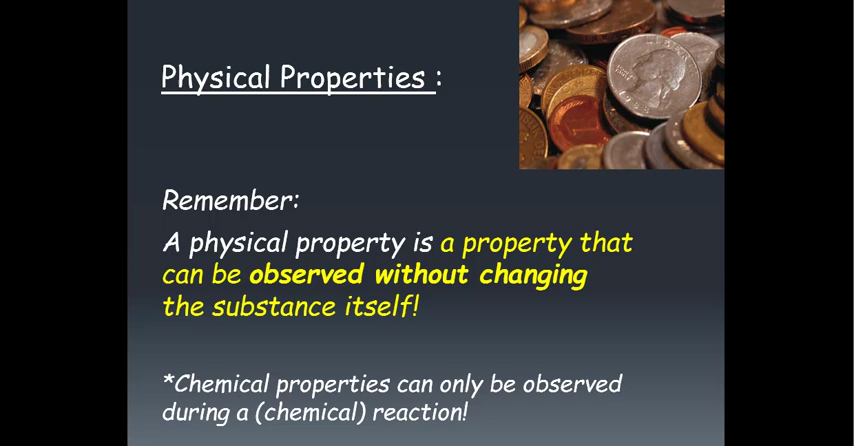 Physical Properties :
Remember:
A physical property is a property that
can be observed without changing
the substance itself!
*Chemical properties can only be observed
during a (chemical) reaction!